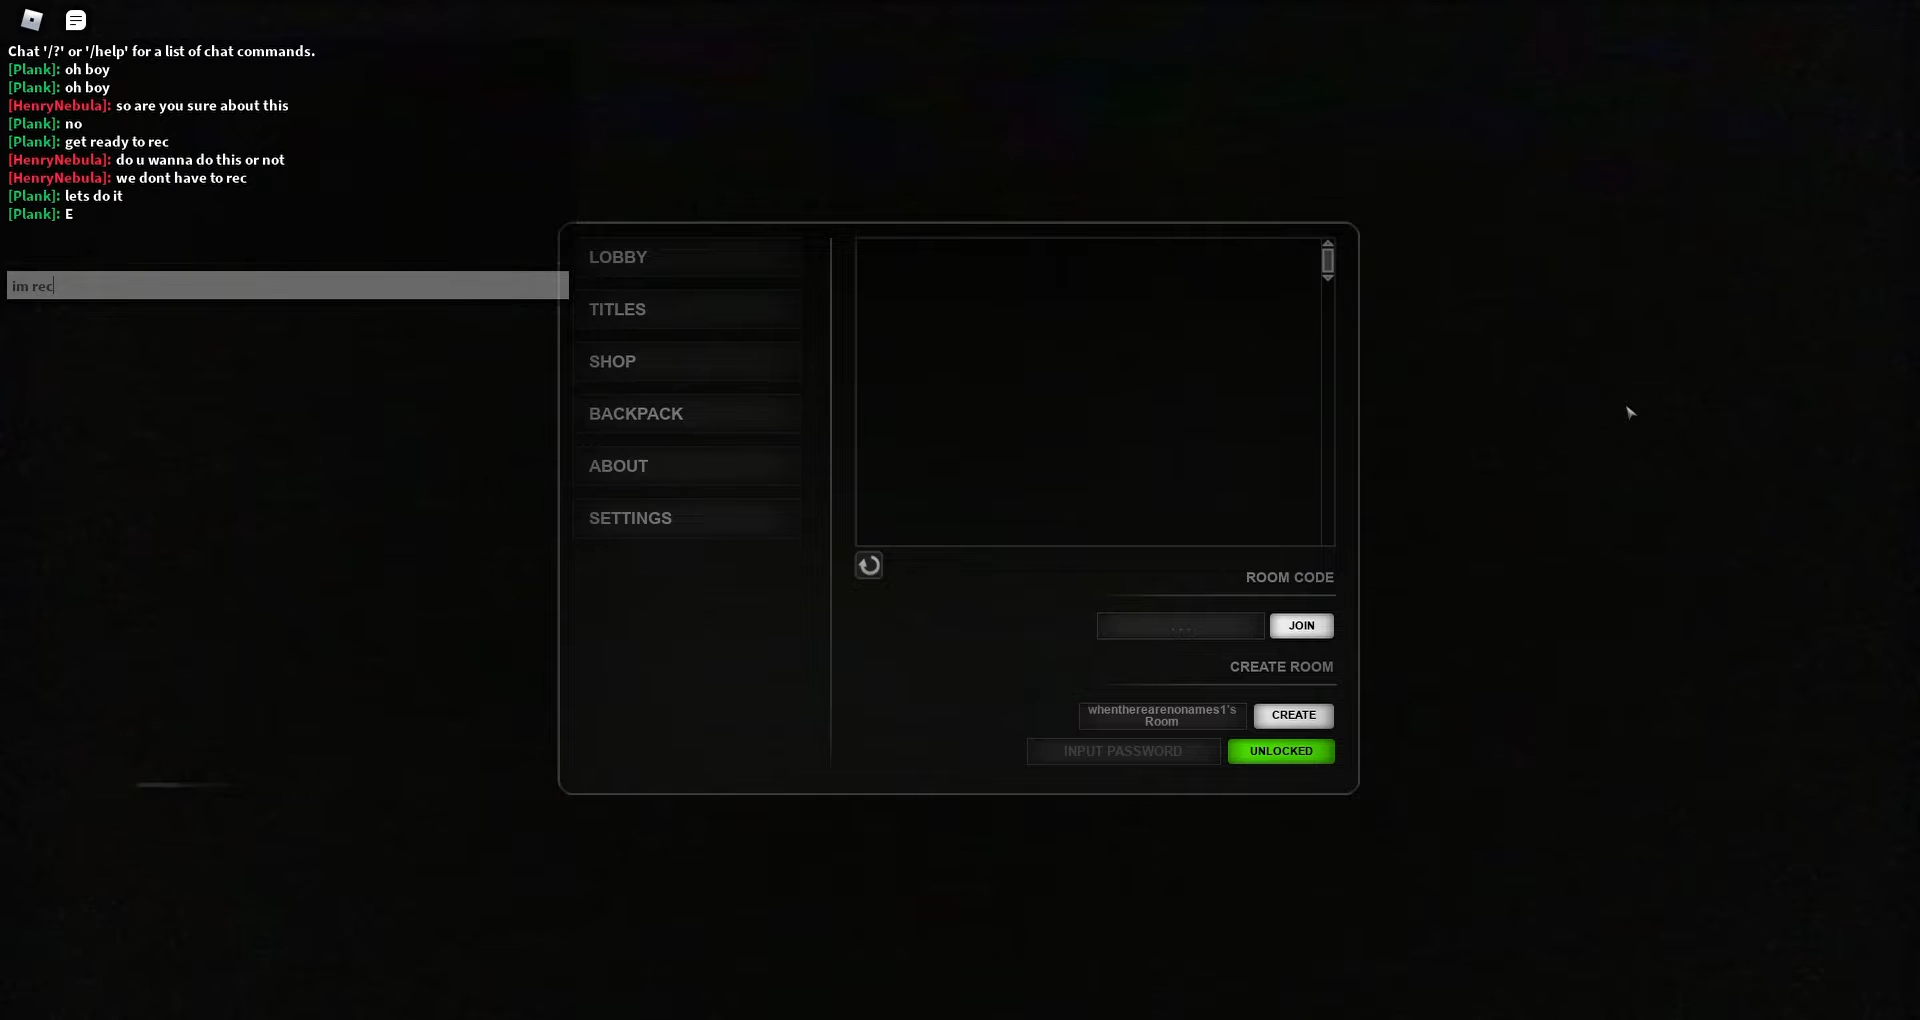 Chat '/?' or '/help' for a list of chat commands.
[Plank]: oh boy
[Plank]: oh boy
[HenryNebula]: so are you sure about this
[Plank]: no
[Plank]: get ready to rec
[HenryNebula]: do u wanna do this or not
[HenryNebula]: we dont have to rec
[Plank]: lets do it
[Plank]: E
im rec
LOBBY
TITLES
SHOP
BACKPACK
ABOUT
SETTINGS
ROOM CODE
....
JOIN
CREATE ROOM
whentherearenonames1's
Room
CREATE
INPUT PASSWORD
UNLOCKED